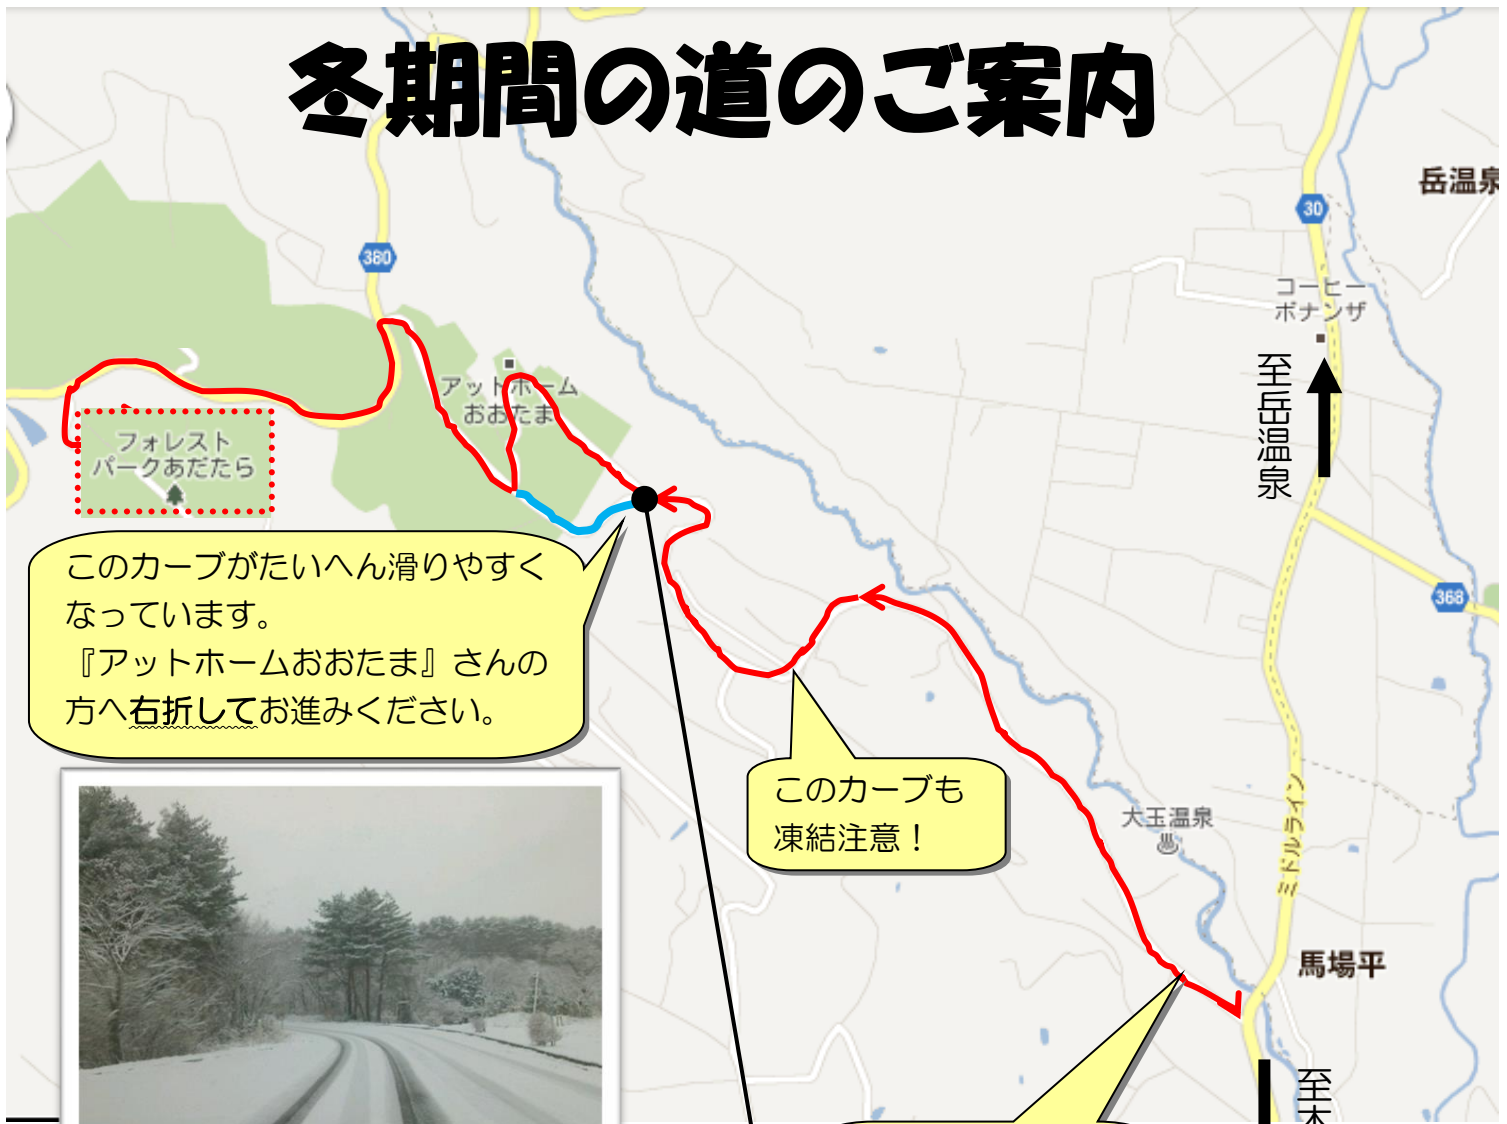 冬期間の道のご案内
岳温泉
30
380
コーヒー
ボナンザ
至岳温泉
アットホーム
おおたま
フォレスト
パークあだたら
368
このカーブがたいへん滑りやすく
なっています。
『アットホームおおたま』さんの
方へ右折してお進みください。
このカーブも
凍結注意！
大玉温泉
ミドルライン
馬場平
至本